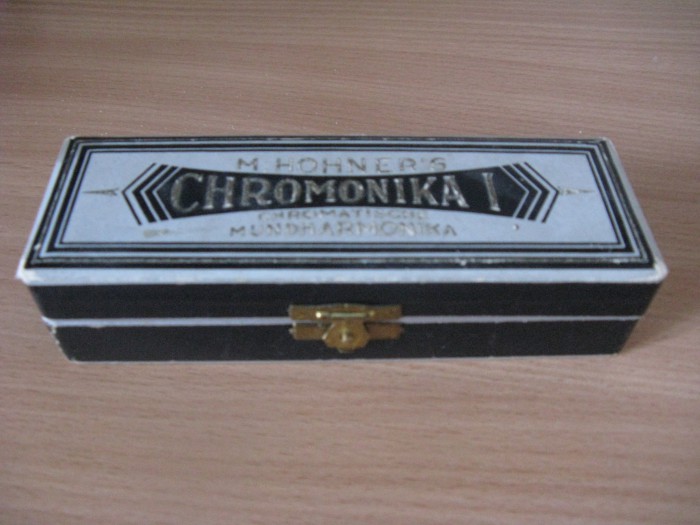 M. HOHNER'S
CHROMONIKA I
CHROMATISCHE
MUNDHARMONIKA